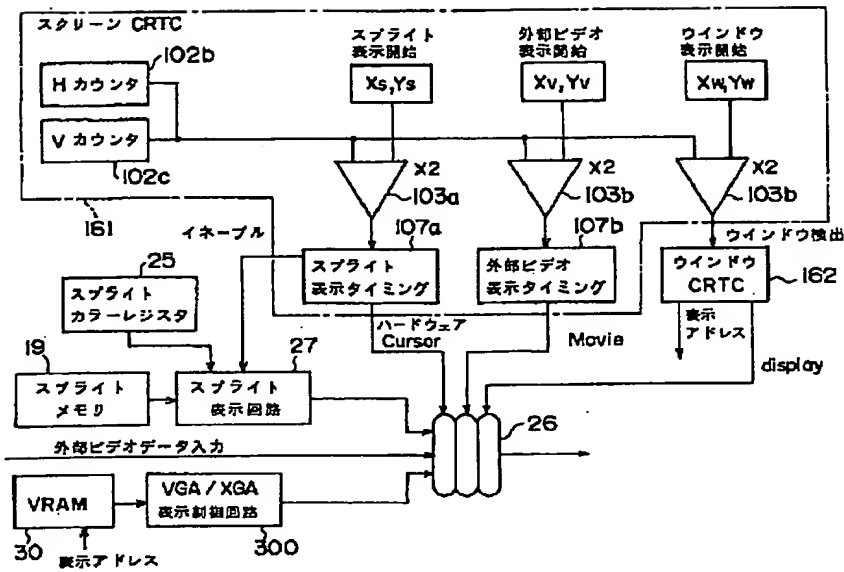 スクリーン CRTC
102b
H カウンタ
V カウンタ
102c
161
スプライト
表示開始
Xs,Ys
外部ビデオ
表示開給
Xv,Yv
ウインドウ
表示開始
Xw,Yw
X2
103a
X2
103b
X2
103b
イネーブル
107a
スプライト
表示タイミング
107b
外部ビデオ
表示タイミング
ウインドウ検出
ウインドウ
CRTC
162
25
スプライト
カラーレジスタ
ハードウェア
Cursor
Movie
表示
アドレス
display
19
スプライト
メモリ
27
スプライト
表示回路
26
外部ビデオデータ入力
VRAM
30
表示アドレス
VGA/XGA
表示制御回路
300